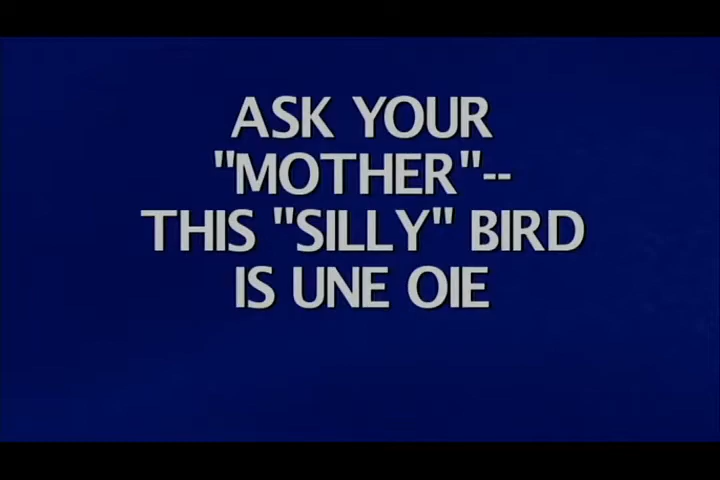 ASK YOUR
"MOTHER"--
THIS "SILLY" BIRD
IS UNE OIE